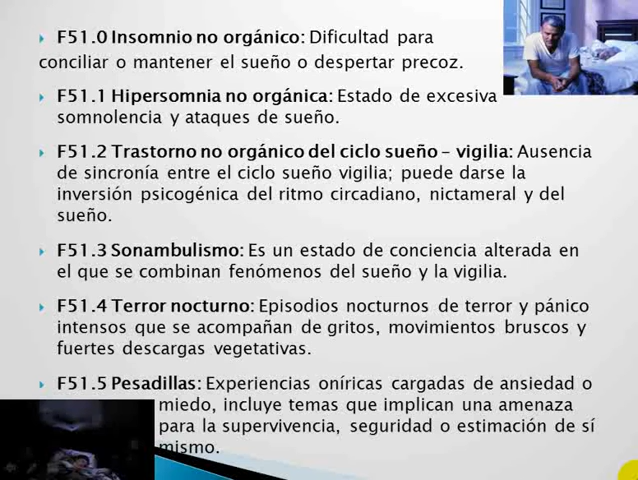 F51.0 Insomnio no orgánico: Dificultad para
conciliar o mantener el sueño o despertar precoz.
F51.1 Hipersomnia no orgánica: Estado de excesiva
somnolencia y ataques de sueño.
F51.2 Trastorno no orgánico del ciclo sueño - vigilia: Ausencia
de sincronía entre el ciclo sueño vigilia; puede darse la
inversión psicogénica del ritmo circadiano, nictameral y del
sueño.
F51.3 Sonambulismo: Es un estado de conciencia alterada en
el que se combinan fenómenos del sueño y la vigilia.
F51.4 Terror nocturno: Episodios nocturnos de terror y pánico
intensos que se acompañan de gritos, movimientos bruscos y
fuertes descargas vegetativas.
F51.5 Pesadillas: Experiencias oníricas cargadas de ansiedad o
miedo, incluye temas que implican una amenaza
para la supervivencia, seguridad o estimación de sí
mismo.